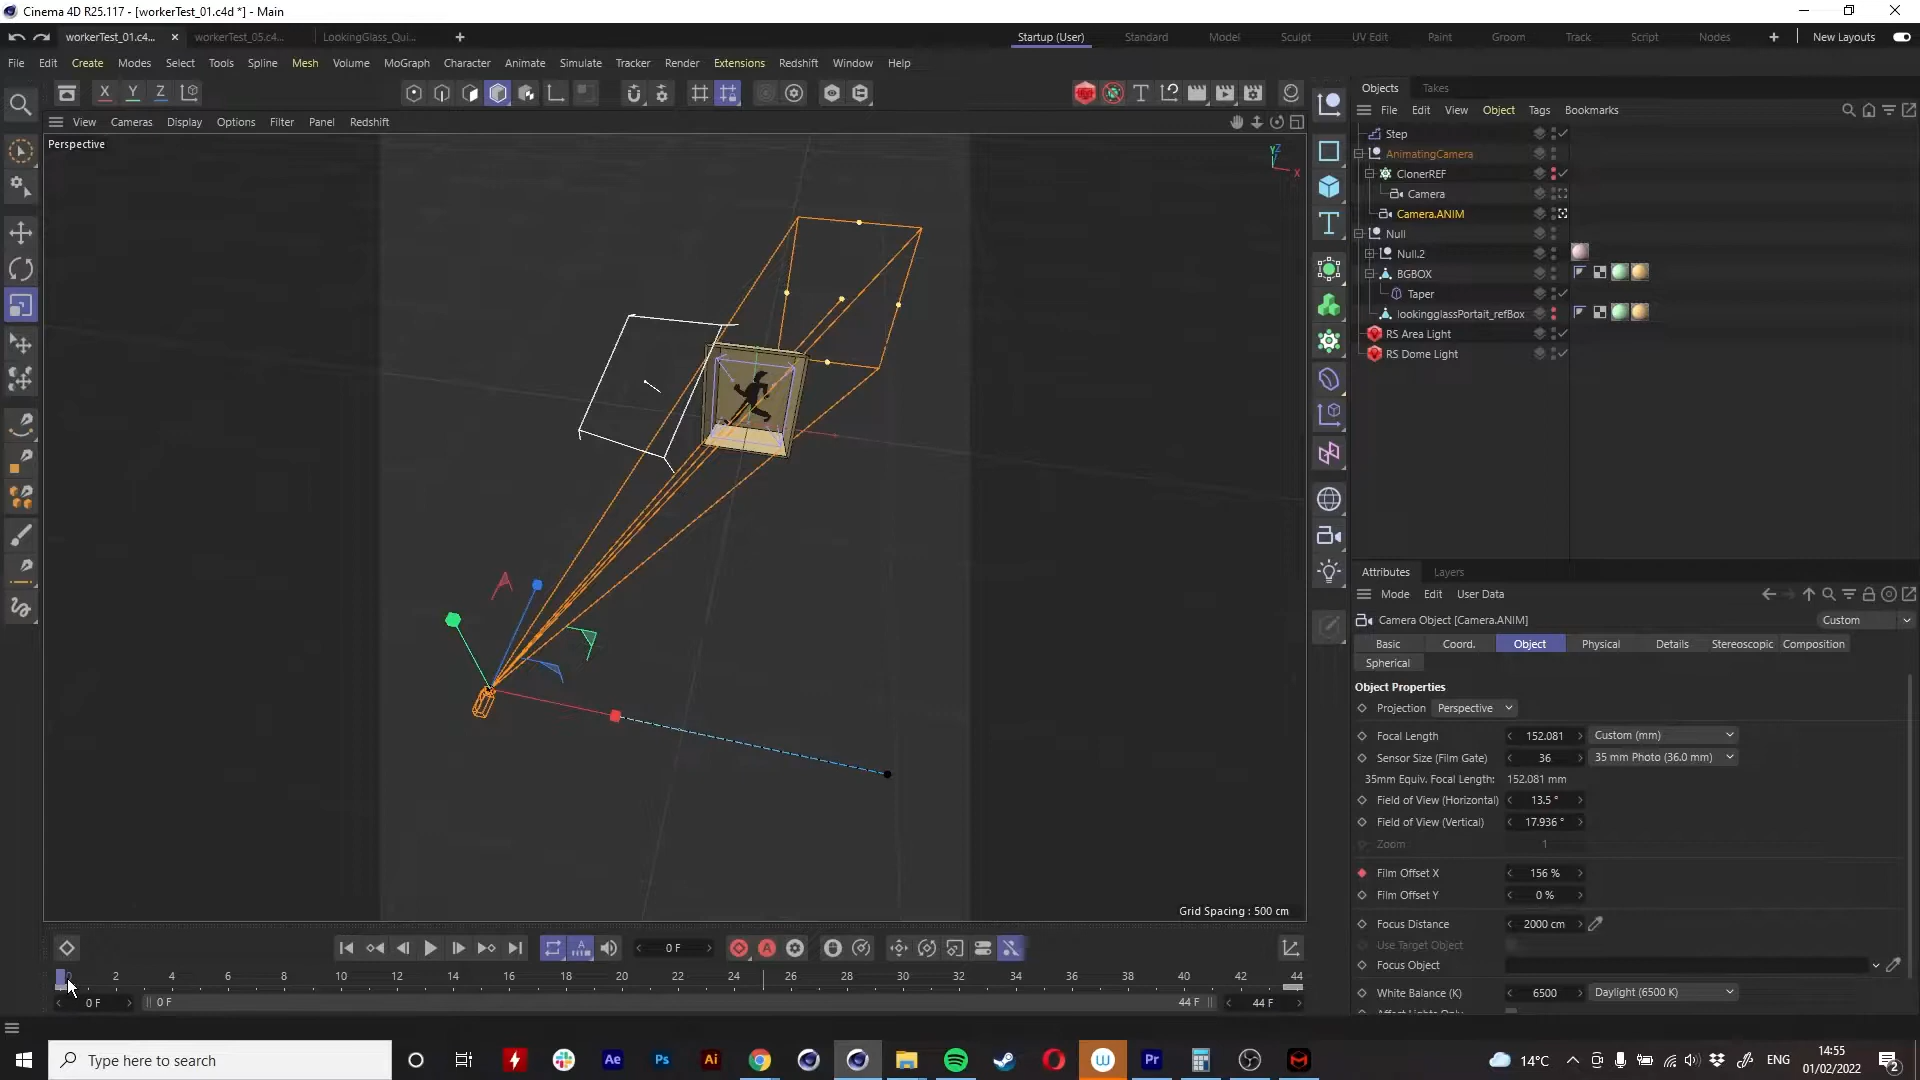 Cinema 4D R25.117 - [workerTest_01.c4d *] - Main
workerTest_01.c4... workerTest_05.c4d... LookingGlass_Qui... Startup (User) Standard Model Sculpt UV Edit Paint Groom Track Script Nodes New Layouts
File Edit Create Modes Select Tools Spline Mesh Volume MoGraph Character Animate Simulate Tracker Render Extensions Redshift Window Help
Objects Takes
X Y Z
File Edit View Object Tags Bookmarks
View Cameras Display Options Filter Panel Redshift
Perspective
Step
AnimatingCamera
ClonerREF
Camera
Camera.ANIM
Null
Null.2
BGBOX
Taper
lookingglassPortait_refBox
RS Area Light
RS Dome Light
Attributes Layers
Mode Edit User Data
Camera Object [Camera.ANIM] Custom
Basic Coord. Object Physical Details Stereoscopic Composition
Spherical
Object Properties
Projection Perspective
Focal Length 152.081 Custom (mm)
Sensor Size (Film Gate) 36 35 mm Photo (36.0 mm)
35mm Equiv. Focal Length: 152.081 mm
Field of View (Horizontal) 13.5 °
Field of View (Vertical) 17.936 °
Zoom 1
Film Offset X 156 %
Film Offset Y 0 %
Focus Distance 2000 cm
Use Target Object
Focus Object
White Balance (K) 6500 Daylight (6500 K)
Grid Spacing : 500 cm
0 F
0 2 4 6 8 10 12 14 16 18 20 22 24 26 28 30 32 34 36 38 40 42 44
0 F 0 F 44 F 44 F
Type here to search
14°C ENG 14:55
01/02/2022
2